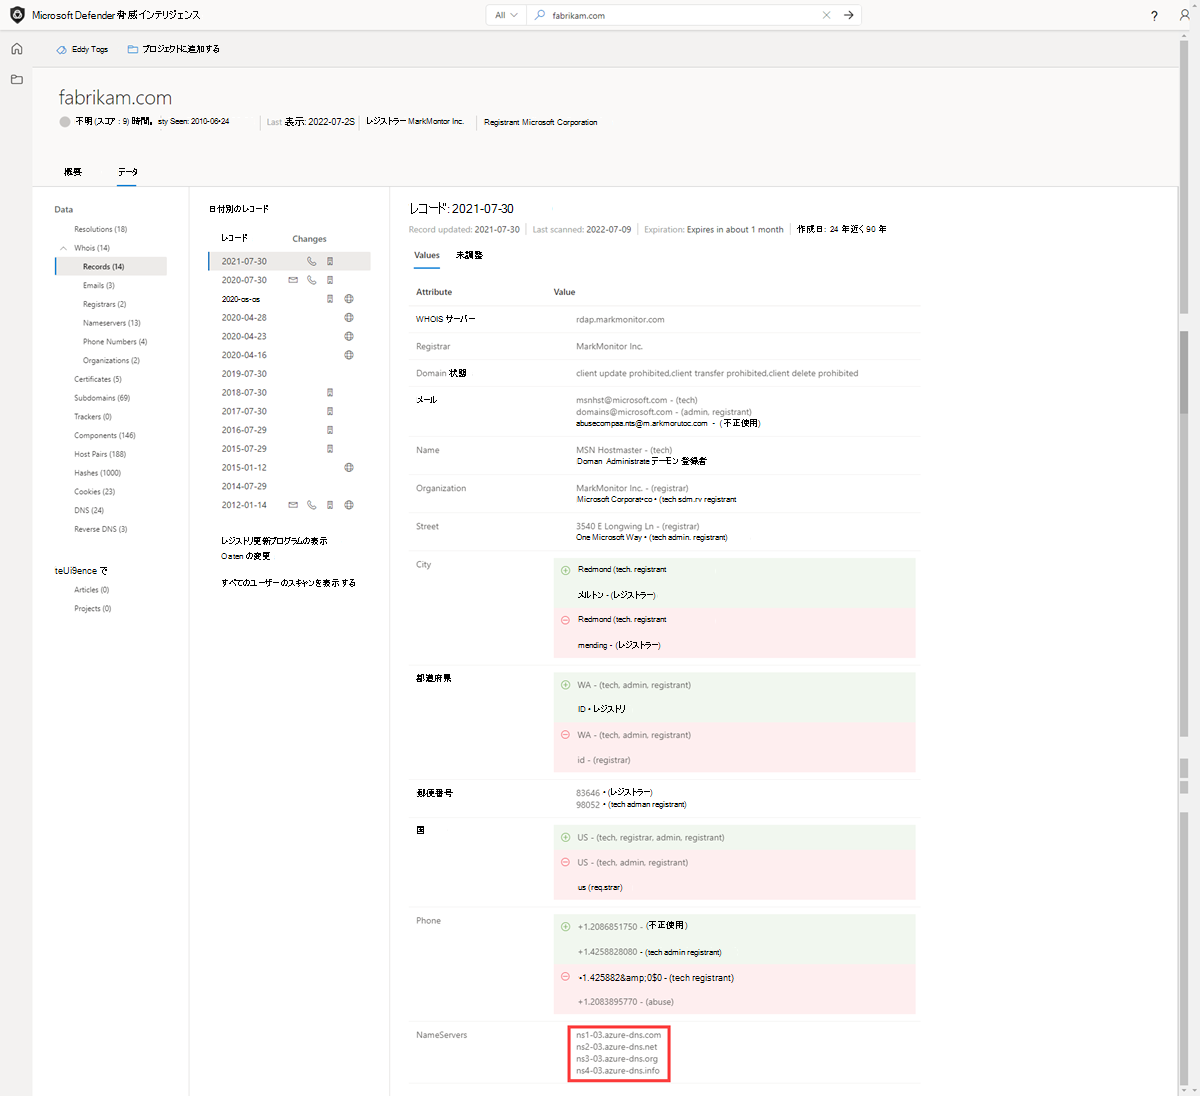 Microsoft Defender 脅威インテリジェンス
All
fabrikam.com
?
Eddy Tags
プロジェクトに追加する
fabrikam.com
不明 (スコア : 9) 時間。 sty Seen: 2010-06•24
Last 表示: 2022-07-2S
レジストラー MarkMontor Inc.
Registrant Microsoft Corporation
概要
データ
Data
Resolutions (18)
Whois (14)
Records (14)
Emails (3)
Registrars (2)
Nameservers (13)
Phone Numbers (4)
Organizations (2)
Certificates (5)
Subdomains (69)
Trackers (0)
Components (146)
Host Pairs (188)
Hashes (1000)
Cookies (23)
DNS (24)
Reverse DNS (3)
teUi9ence で
Articles (0)
Projects (0)
日付別のレコード
レコード Changes
2021-07-30
2020-07-30
2020-os-os
2020-04-28
2020-04-23
2020-04-16
2019-07-30
2018-07-30
2017-07-30
2016-07-29
2015-07-29
2015-01-12
2014-07-29
2012-01-14
レジストリ更新プログラムの表示
Oaten の変更
すべてのユーザーのスキャンを表示 する
レコード: 2021-07-30
Record updated: 2021-07-30
Last scanned: 2022-07-09
Expiration: Expires in about 1 month
作成日: 24 年近く90 年
Values
未調整
Attribute Value
WHOIS サーバー rdap.markmonitor.com
Registrar MarkMonitor Inc.
Domain 状態 client update prohibited,client transfer prohibited,client delete prohibited
メール msnhst@microsoft.com - (tech)
domains@microsoft.com - (admin, registrant)
abusecompaa.nts@m.arkmorutoc.com - (不正使用)
Name MSN Hostmaster - (tech)
Doman Administrate テーモン 登録者
Organization MarkMonitor Inc. - (registrar)
Microsoft Corporat•co • (tech sdm.rv registrant
Street 3540 E Longwing Ln - (registrar)
One Microsoft Way • (tech admin. registrant)
City Redmond (tech. registrant
メルトン - (レジストラー)
Redmond (tech. registrant
mending - (レジストラー)
都道府県 WA - (tech, admin, registrant)
ID • レジストリ
WA - (tech, admin, registrant)
id - (registrar)
郵便番号 83646 • (レジストラー)
98052 • (tech adman registrant)
国 US - (tech, registrar, admin, registrant)
US - (tech, admin, registrant)
us (req.strar)
Phone +1.2086851750 - (不正使用)
+1.4258828080 - (tech admin registrant)
•1.425882&amp;0$0 - (tech registrant)
+1.2083895770 - (abuse)
NameServers ns1-03.azure-dns.com
ns2-03.azure-dns.net
ns3-03.azure-dns.org
ns4-03.azure-dns.info